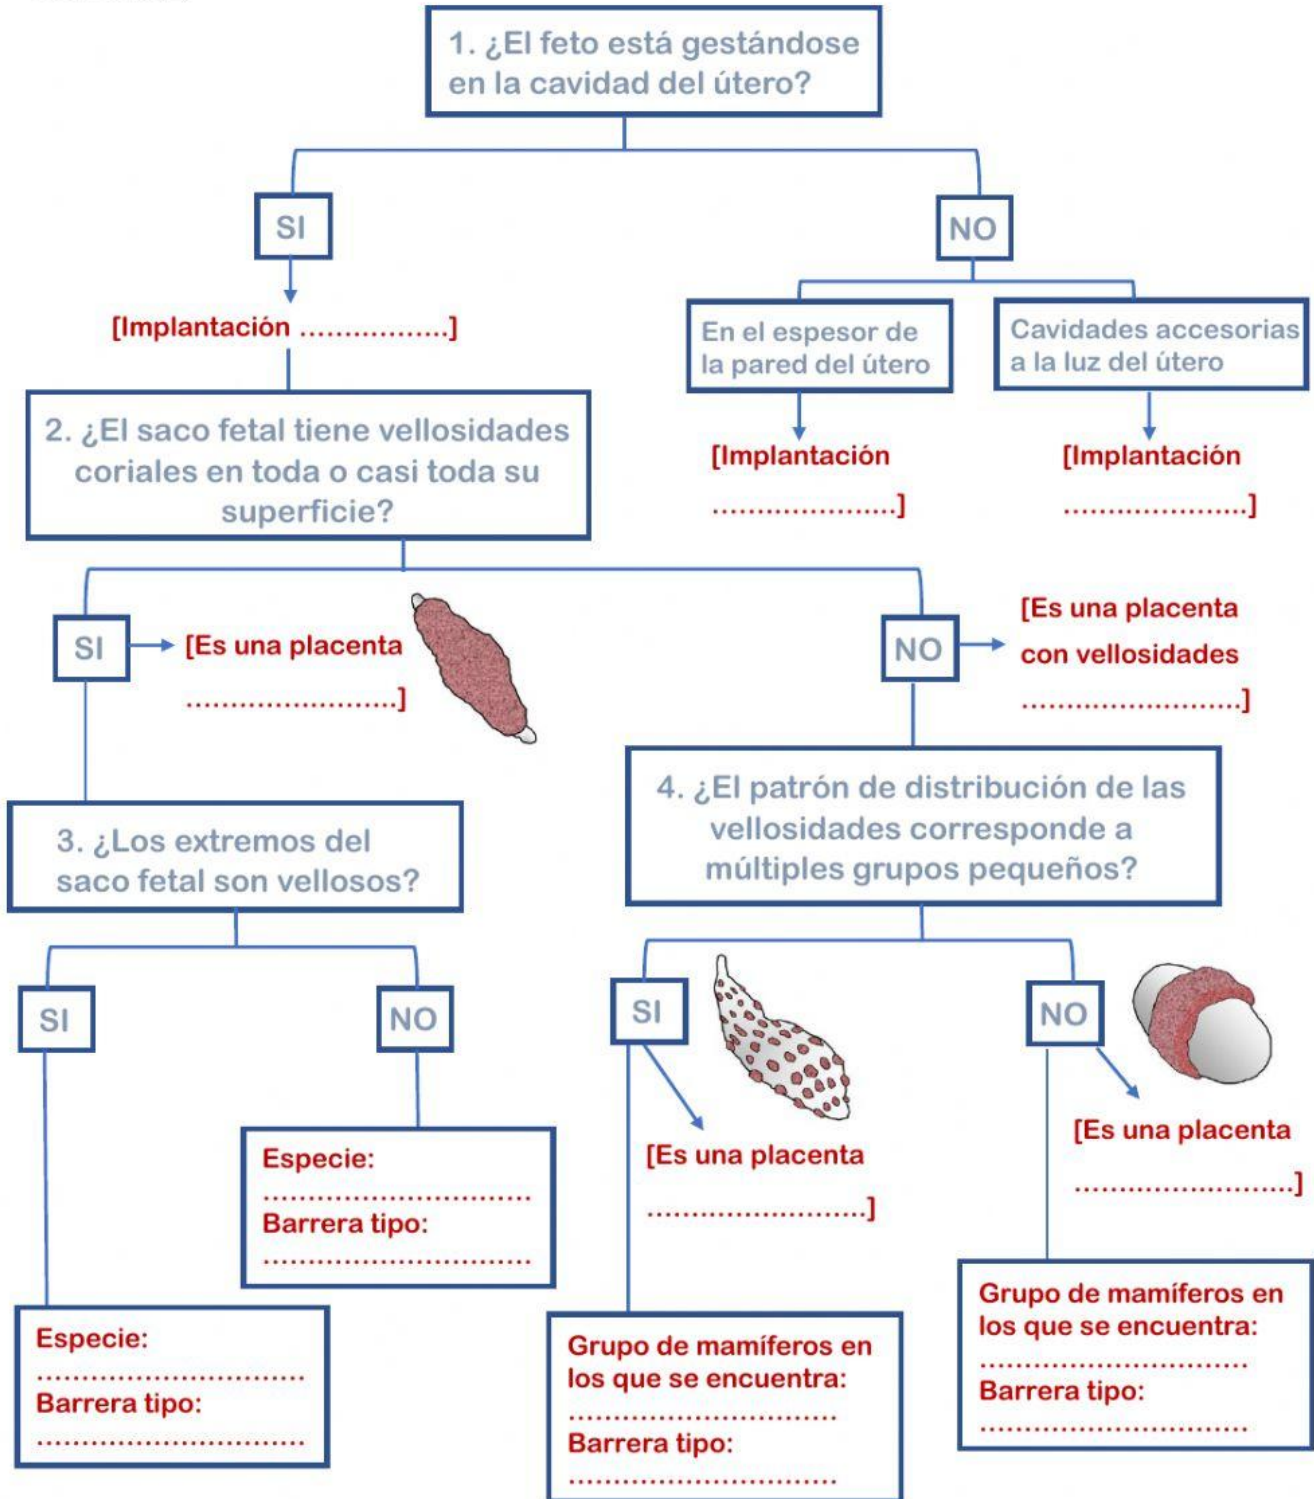 1. ¿El feto está gestándose
en la cavidad del útero?
SI
NO
[Implantación ................]
En el espesor de
la pared del útero
Cavidades accesorias
a la luz del útero
[Implantación
.....................]
[Implantación
.....................]
2. ¿El saco fetal tiene vellosidades
coriales en toda o casi toda su
superficie?
SI
[Es una placenta
........................]
NO
[Es una placenta
con vellosidades
.........................]
3. ¿Los extremos del
saco fetal son vellosos?
4. ¿El patrón de distribución de las
vellosidades corresponde a
múltiples grupos pequeños?
SI
NO
SI
NO
[Es una placenta
.........................]
[Es una placenta
.........................]
Especie:
..............................
Barrera tipo:
..............................
Especie:
..............................
Barrera tipo:
..............................
Grupo de mamíferos en
los que se encuentra:
..............................
Barrera tipo:
..............................
Grupo de mamíferos en
los que se encuentra:
..............................
Barrera tipo:
..............................